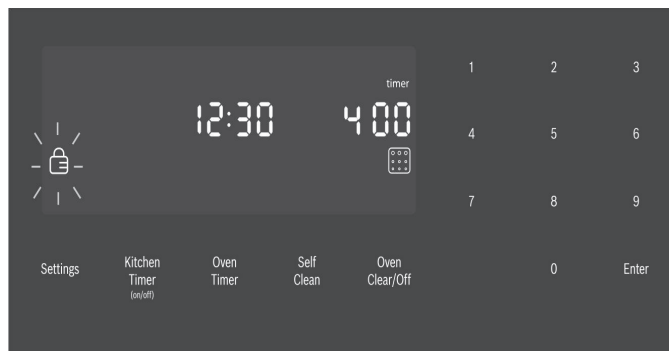 timer
12:30 4 00
1 2 3
4 5 6
7 8 9
0 Enter
Settings
Kitchen
Timer
(on/off)
Oven
Timer
Self
Clean
Oven
Clear/Off